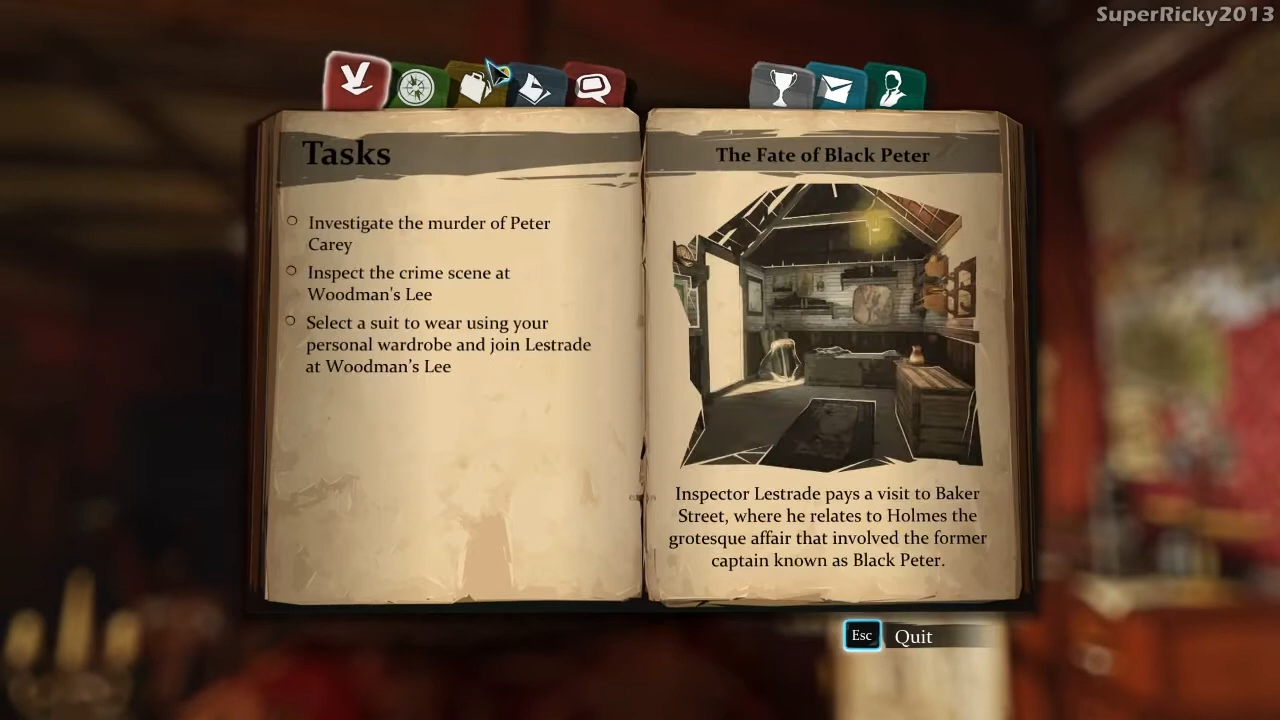 SuperRicky2013
Tasks
Investigate the murder of Peter
Carey
Inspect the crime scene at
Woodman's Lee
Select a suit to wear using your
personal wardrobe and join Lestrade
at Woodman’s Lee
The Fate of Black Peter
Inspector Lestrade pays a visit to Baker
Street, where he relates to Holmes the
grotesque affair that involved the former
captain known as Black Peter.
Esc Quit